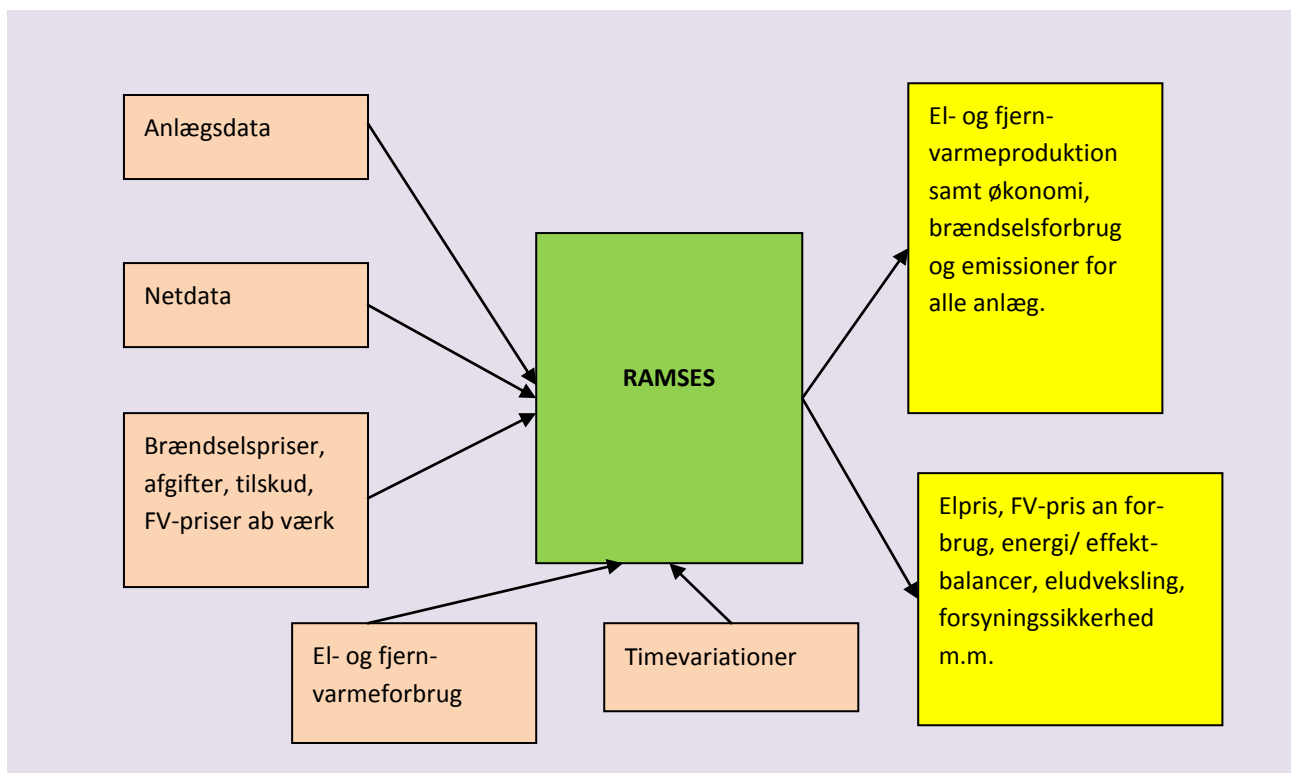 Anlægsdata
Netdata
Brændselspriser,
afgifter, tilskud,
FV-priser ab værk
El- og fjern-
varmeforbrug
Timevariationer
RAMSES
El- og fjern-
varmeproduktion
samt økonomi,
brændselsforbrug
og emissioner for
alle anlæg.
Elpris, FV-pris an for-
brug, energi/ effekt-
balancer, eludveksling,
forsyningssikkerhed
m.m.